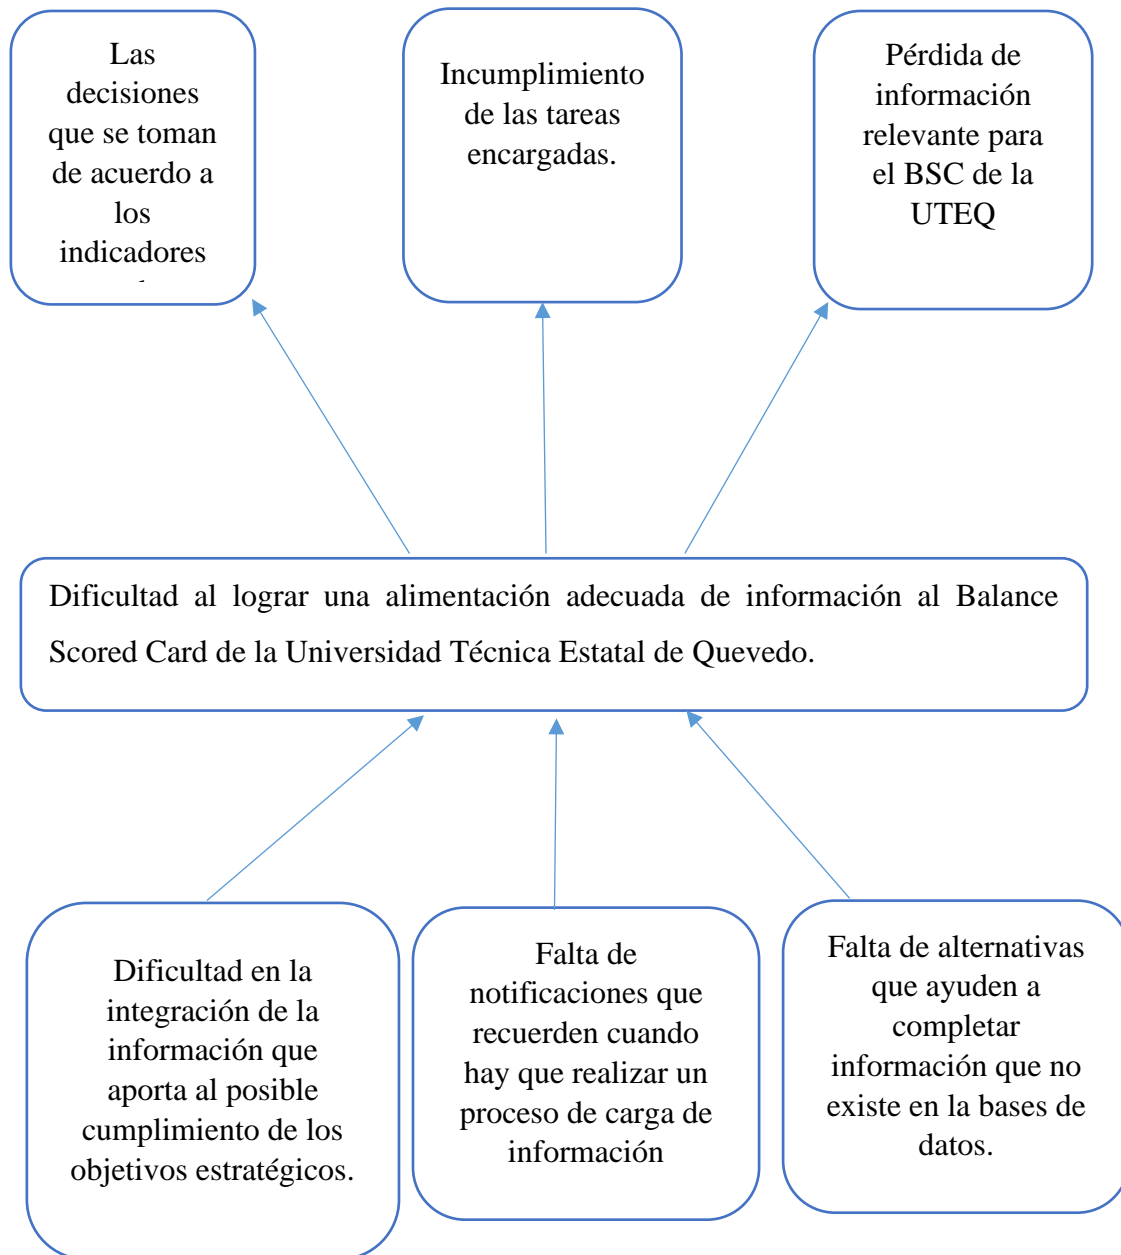 Las
decisiones
que se toman
de acuerdo a
los
indicadores
Incumplimiento
de las tareas
encargadas.
Pérdida de
información
relevante para
el BSC de la
UTEQ
Dificultad al lograr una alimentación adecuada de información al Balance
Scored Card de la Universidad Técnica Estatal de Quevedo.
Dificultad en la
integración de la
información que
aporta al posible
cumplimiento de los
objetivos estratégicos.
Falta de
notificaciones que
recuerden cuando
hay que realizar un
proceso de carga de
información
Falta de alternativas
que ayuden a
completar
información que no
existe en la bases de
datos.